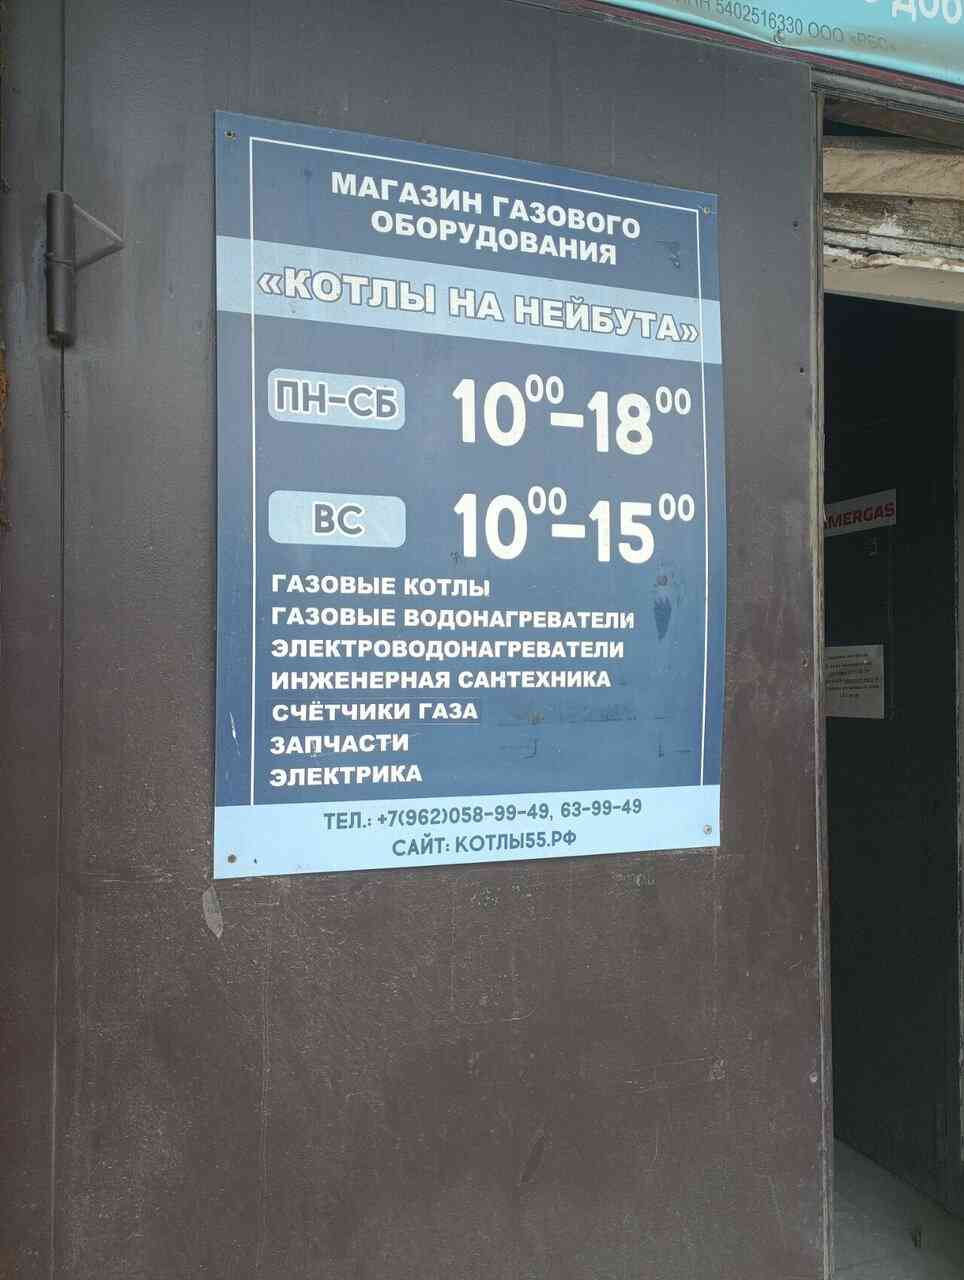 5402516330 ООО «РБС»
МАГАЗИН ГАЗОВОГО
ОБОРУДОВАНИЯ
«КОТЛЫ НА НЕЙБУТА»
ПН-СБ 10⁰⁰-18⁰⁰
ВС 10⁰⁰-15⁰⁰
ГАЗОВЫЕ КОТЛЫ
ГАЗОВЫЕ ВОДОНАГРЕВАТЕЛИ
ЭЛЕКТРОВОДОНАГРЕВАТЕЛИ
ИНЖЕНЕРНАЯ САНТЕХНИКА
СЧЁТЧИКИ ГАЗА
ЗАПЧАСТИ
ЭЛЕКТРИКА
ТЕЛ.: +7(962)058-99-49, 63-99-49
САЙТ: КОТЛЫ55.РФ
MERGAS